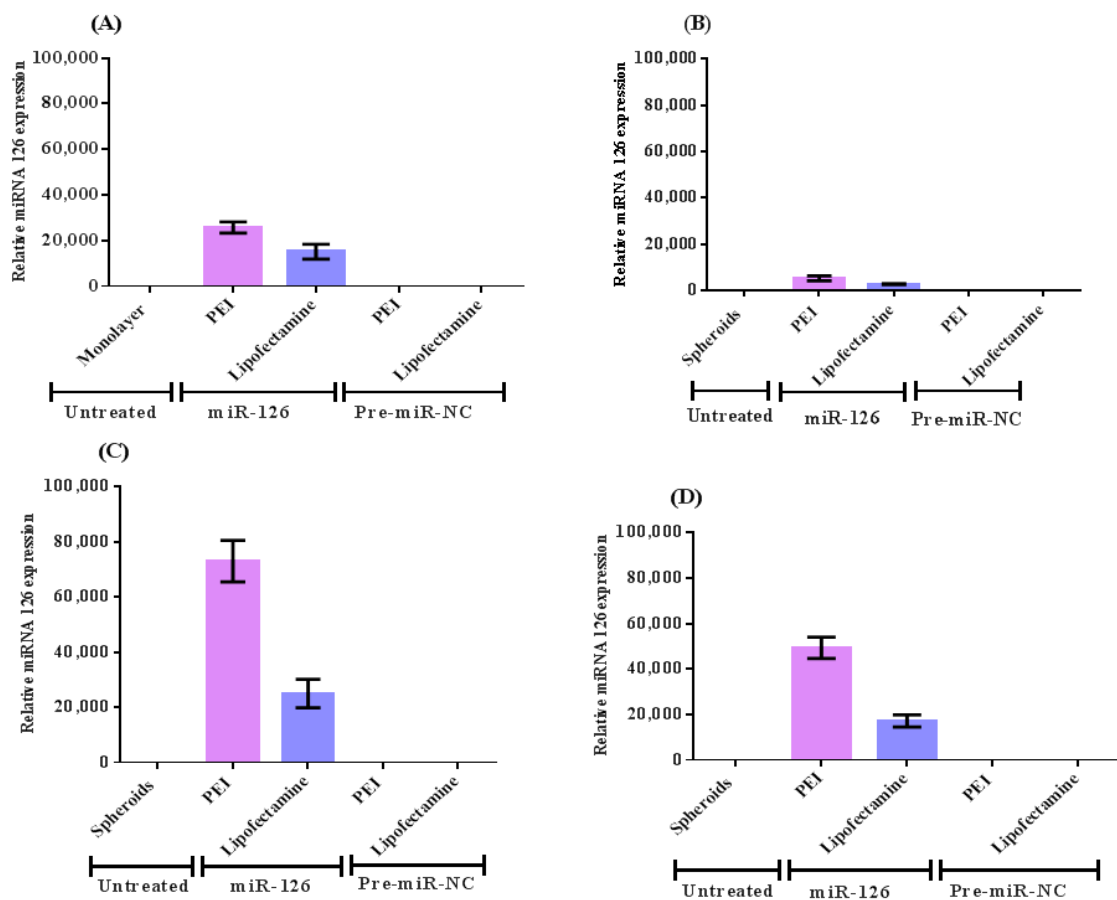 (A)
Relative miRNA 126 expression
100,000
80,000
60,000
40,000
20,000
0
Monolayer
PEI
Lipofectamine
PEI
Lipofectamine
Untreated
miR-126
Pre-miR-NC
(B)
Relative miRNA 126 expression
100,000
80,000
60,000
40,000
20,000
0
Spheroids
PEI
Lipofectamine
PEI
Lipofectamine
Untreated
miR-126
Pre-miR-NC
(C)
Relative miRNA 126 expression
100,000
80,000
60,000
40,000
20,000
0
Spheroids
PEI
Lipofectamine
PEI
Lipofectamine
Untreated
miR-126
Pre-miR-NC
(D)
Relative miRNA 126 expression
100,000
80,000
60,000
40,000
20,000
0
Spheroids
PEI
Lipofectamine
PEI
Lipofectamine
Untreated
miR-126
Pre-miR-NC